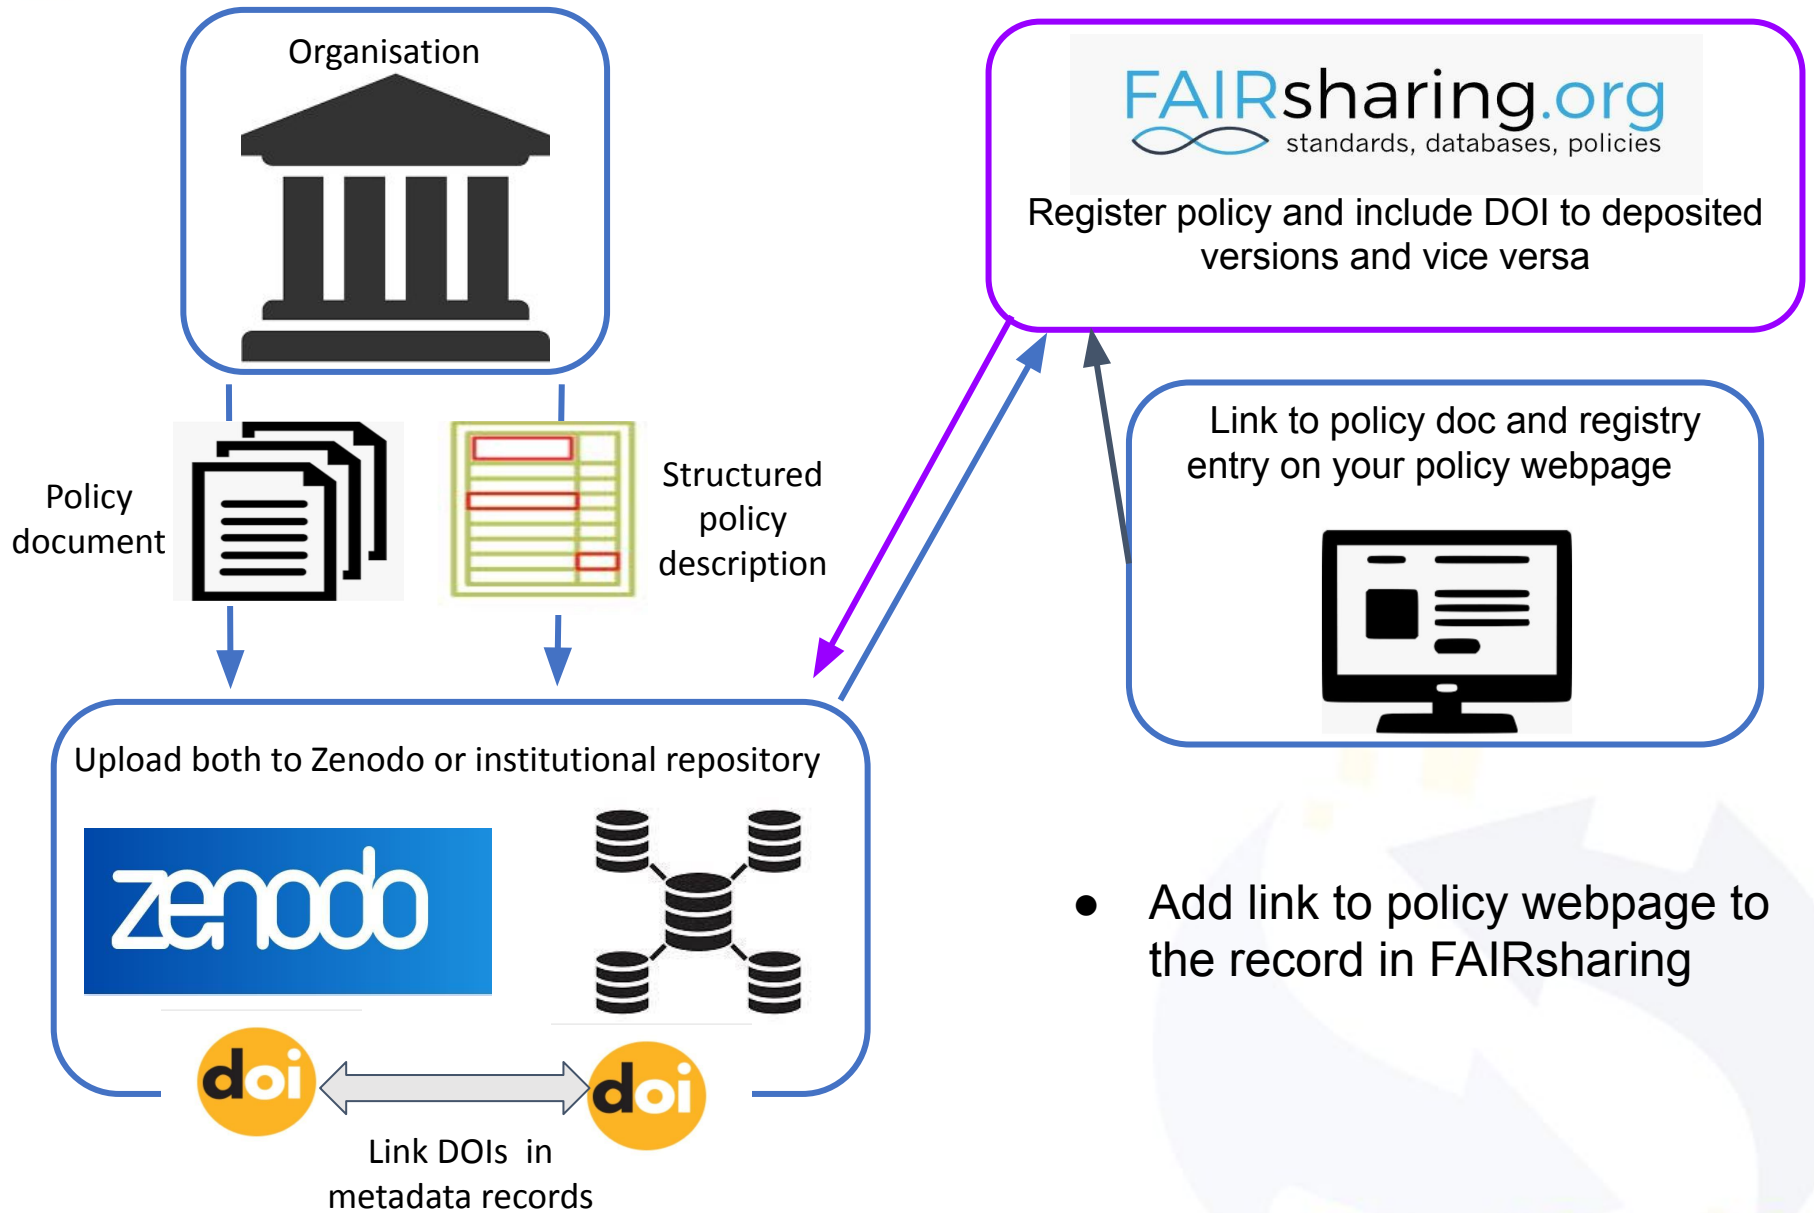 Organisation
Policy
document
Structured
policy
description
Upload both to Zenodo or institutional repository
zenodo
doi
doi
Link DOIs in
metadata records
FAIRsharing.org
standards, databases, policies
Register policy and include DOI to deposited
versions and vice versa
Link to policy doc and registry
entry on your policy webpage
● Add link to policy webpage to
the record in FAIRsharing